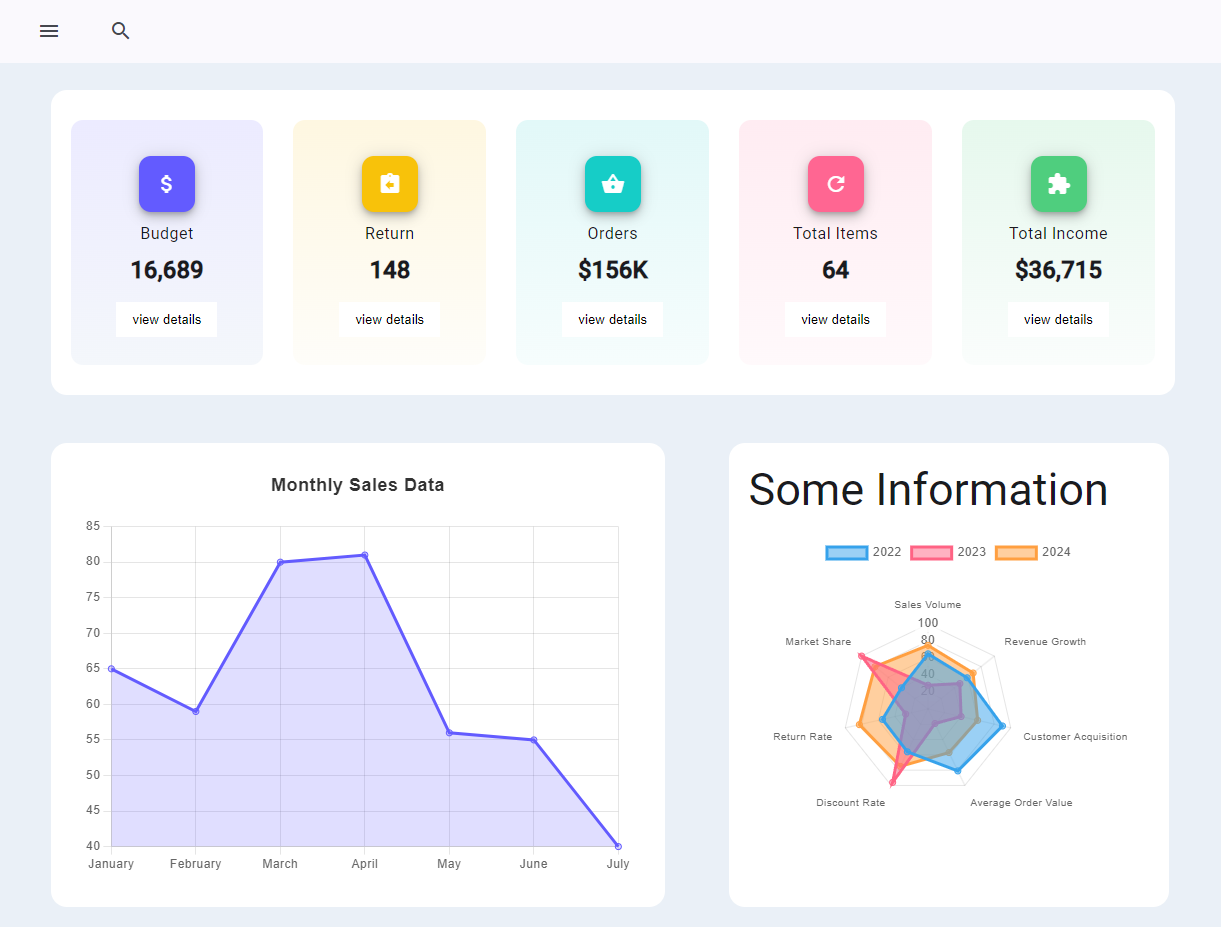 Budget
16,689
view details
Return
148
view details
Orders
$156K
view details
Total Items
64
view details
Total Income
$36,715
view details
Monthly Sales Data
85
80
75
70
65
60
55
50
45
40
January February March April May June July
Some Information
2022 2023 2024
Sales Volume
100
80
60
40
20
Market Share
Revenue Growth
Return Rate
Customer Acquisition
Discount Rate
Average Order Value